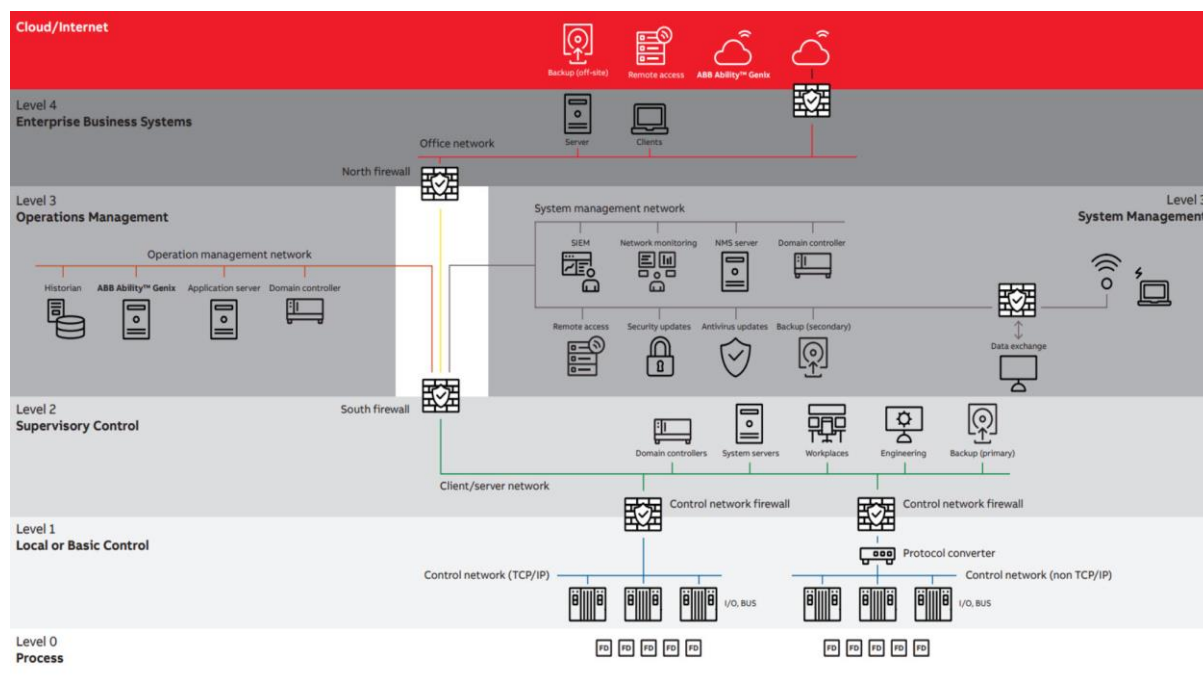 Cloud/Internet
Backup (off-site)
Remote access
ABB Ability™ Genix
Level 4
Enterprise Business Systems
Server
Clients
Office network
North firewall
Level 3
Operations Management
Level 3
System Management
System management network
SIEM
Network monitoring
NMS server
Domain controller
Operation management network
Historian
ABB Ability™ Genix
Application server
Domain controller
Remote access
Security updates
Antivirus updates
Backup (secondary)
Data exchange
Level 2
Supervisory Control
South firewall
Domain controllers
System servers
Workplaces
Engineering
Backup (primary)
Client/server network
Control network firewall
Control network firewall
Level 1
Local or Basic Control
Protocol converter
Control network (TCP/IP)
Control network (non TCP/IP)
I/O, BUS
I/O, BUS
Level 0
Process
FD FD FD FD FD
FD FD FD FD FD